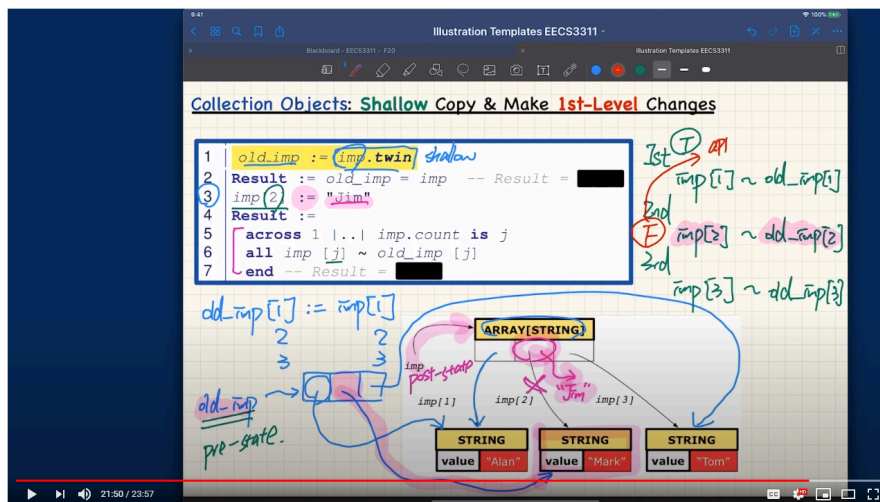 9:41
100%
Illustration Templates EECS3311
Blackboard - EECS3311 - F20
Illustration Templates EECS3311
Collection Objects: Shallow Copy & Make 1st-Level Changes
1 old_imp := imp.twin shallow
2 Result := old_imp = imp -- Result =
3 imp[2] := "Jim"
4 Result :=
5 across 1 |..| imp.count is j
6 all imp [j] ~ old_imp [j]
7 end -- Result =
1st T
imp[1] ~ old_imp[1]
2nd
F imp[2] ~ old_imp[2]
3rd
imp[3] ~ old_imp[3]
old_imp[1] := imp[1]
2 2
3 3
ARRAY[STRING]
imp
post-state
"Jim"
imp[1] imp[2] imp[3]
old_imp
pre-state.
STRING STRING STRING
value "Alan" value "Mark" value "Tom"
21:50 / 23:57
CC HD